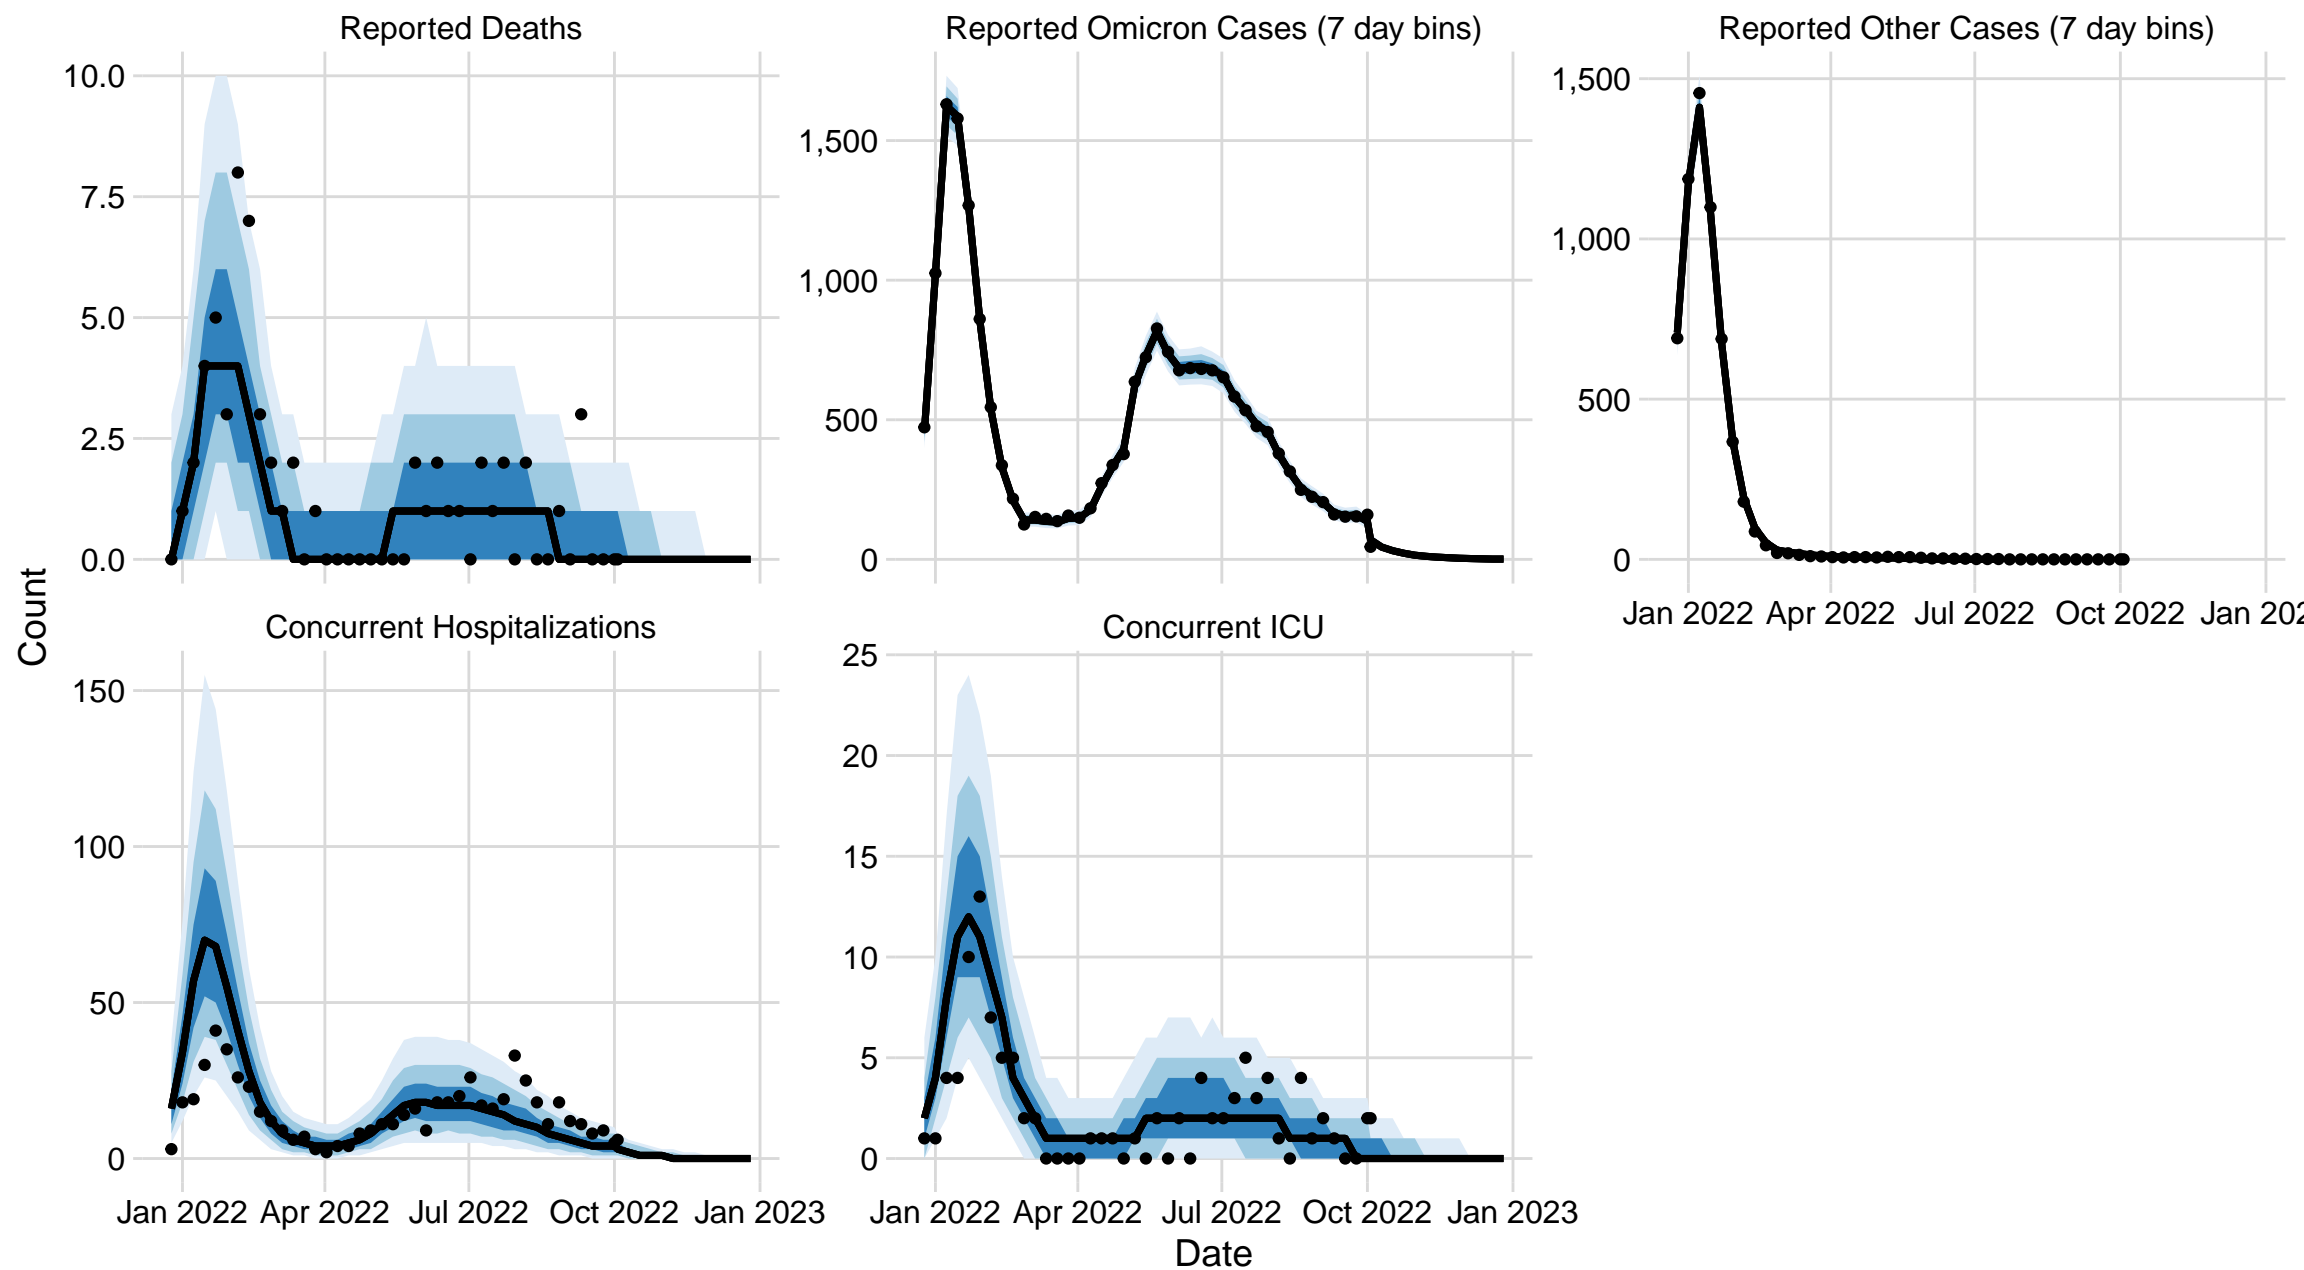 Reported Deaths
Reported Omicron Cases (7 day bins)
Reported Other Cases (7 day bins)
10.0
7.5
5.0
2.5
0.0
1,500
1,000
500
0
1,500
1,000
500
0
Jan 2022 Apr 2022 Jul 2022 Oct 2022 Jan 202
Count
Concurrent Hospitalizations
Concurrent ICU
150
100
50
0
25
20
15
10
5
0
Jan 2022 Apr 2022 Jul 2022 Oct 2022 Jan 2023
Jan 2022 Apr 2022 Jul 2022 Oct 2022 Jan 2023
Date